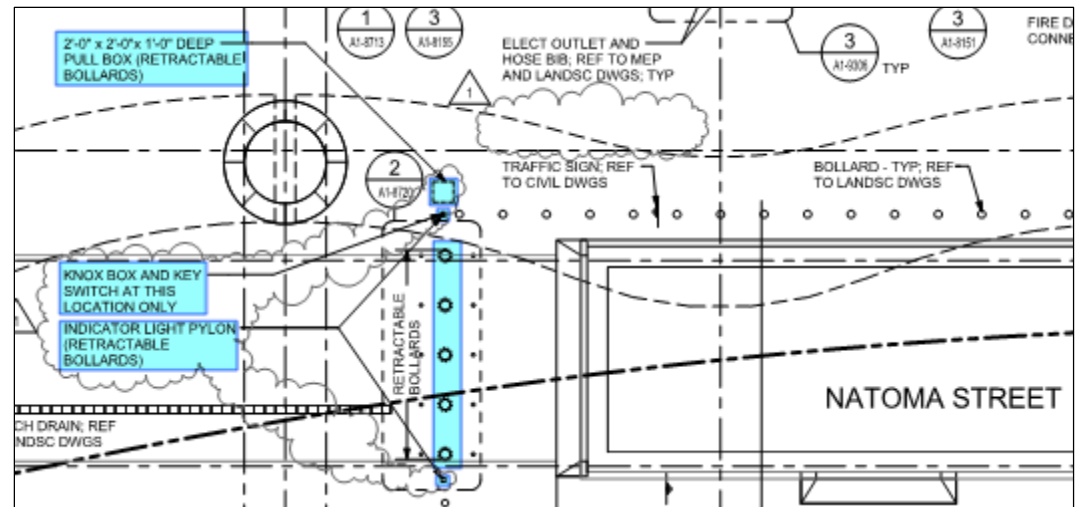 2'-0" x 2'-0"x 1'-0" DEEP
PULL BOX (RETRACTABLE
BOLLARDS)
1
A1-8713
3
A1-8155
ELECT OUTLET AND
HOSE BIB; REF TO MEP
AND LANDSC DWGS; TYP
1
3
A1-9306
TYP
3
A1-8151
FIRE D
CONNE
2
A1-8720
TRAFFIC SIGN; REF
TO CIVIL DWGS
BOLLARD - TYP; REF
TO LANDSC DWGS
KNOX BOX AND KEY
SWITCH AT THIS
LOCATION ONLY
INDICATOR LIGHT PYLON
(RETRACTABLE
BOLLARDS)
RETRACTABLE
BOLLARDS
NATOMA STREET
CH DRAIN; REF
NDSC DWGS